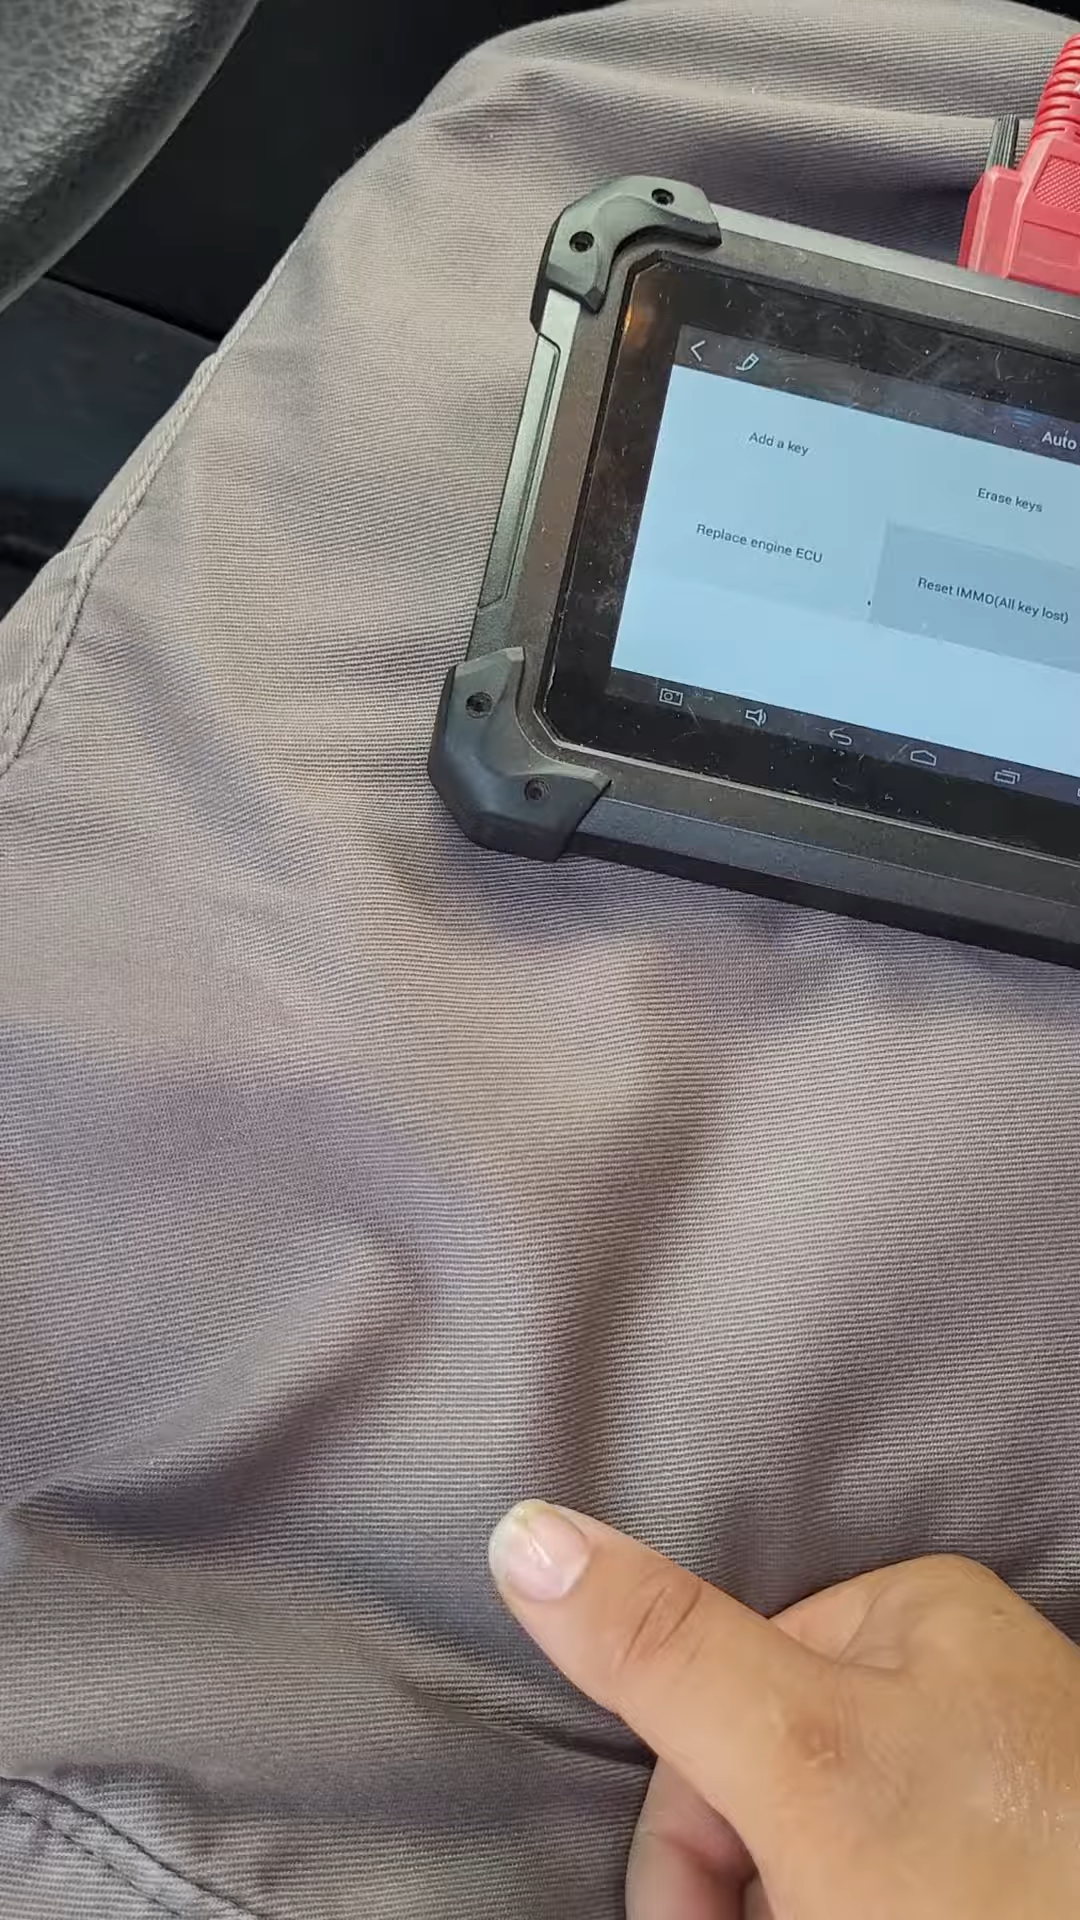 Auto
Add a key
Erase keys
Replace engine ECU
Reset IMMO(All key lost)